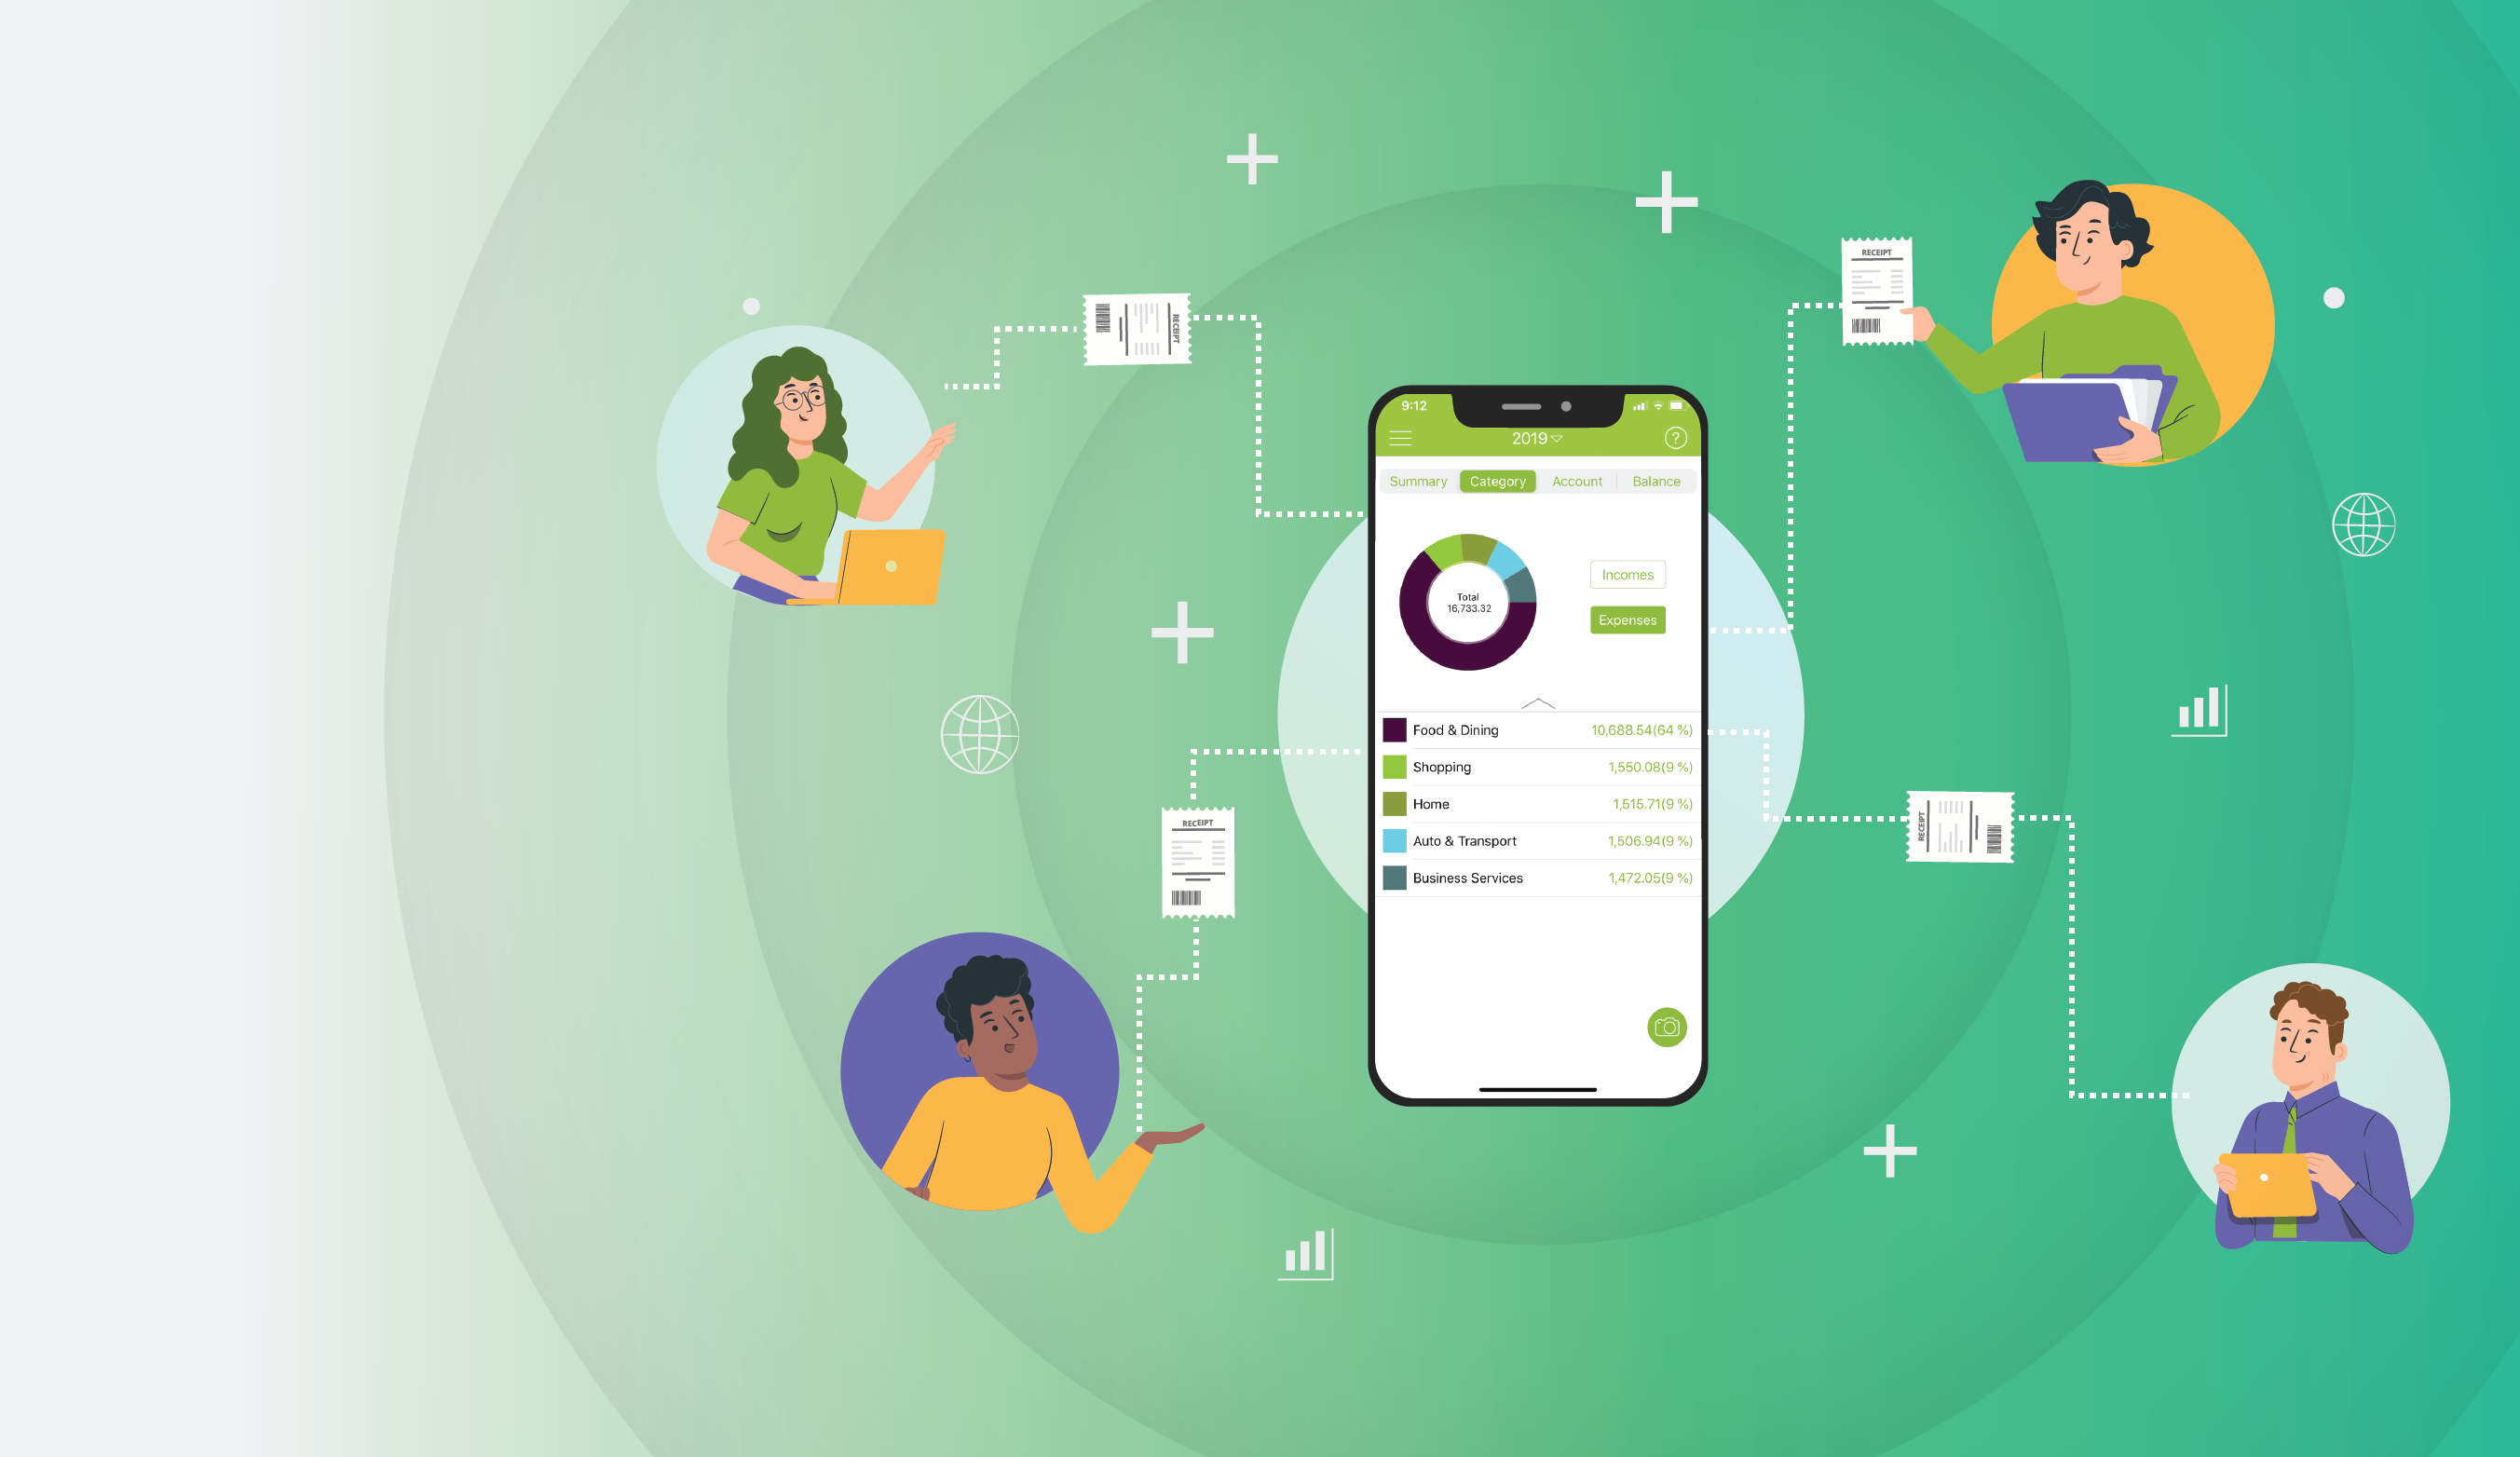 RECEIPT
RECEIPT
9:12
2019
?
Summary Category Account Balance
Total
16,733.32
Incomes
Expenses
Food & Dining 10,688.54(64 %)
Shopping 1,550.08(9 %)
Home 1,515.71(9 %)
Auto & Transport 1,506.94(9 %)
Business Services 1,472.05(9 %)
RECEIPT
RECEIPT